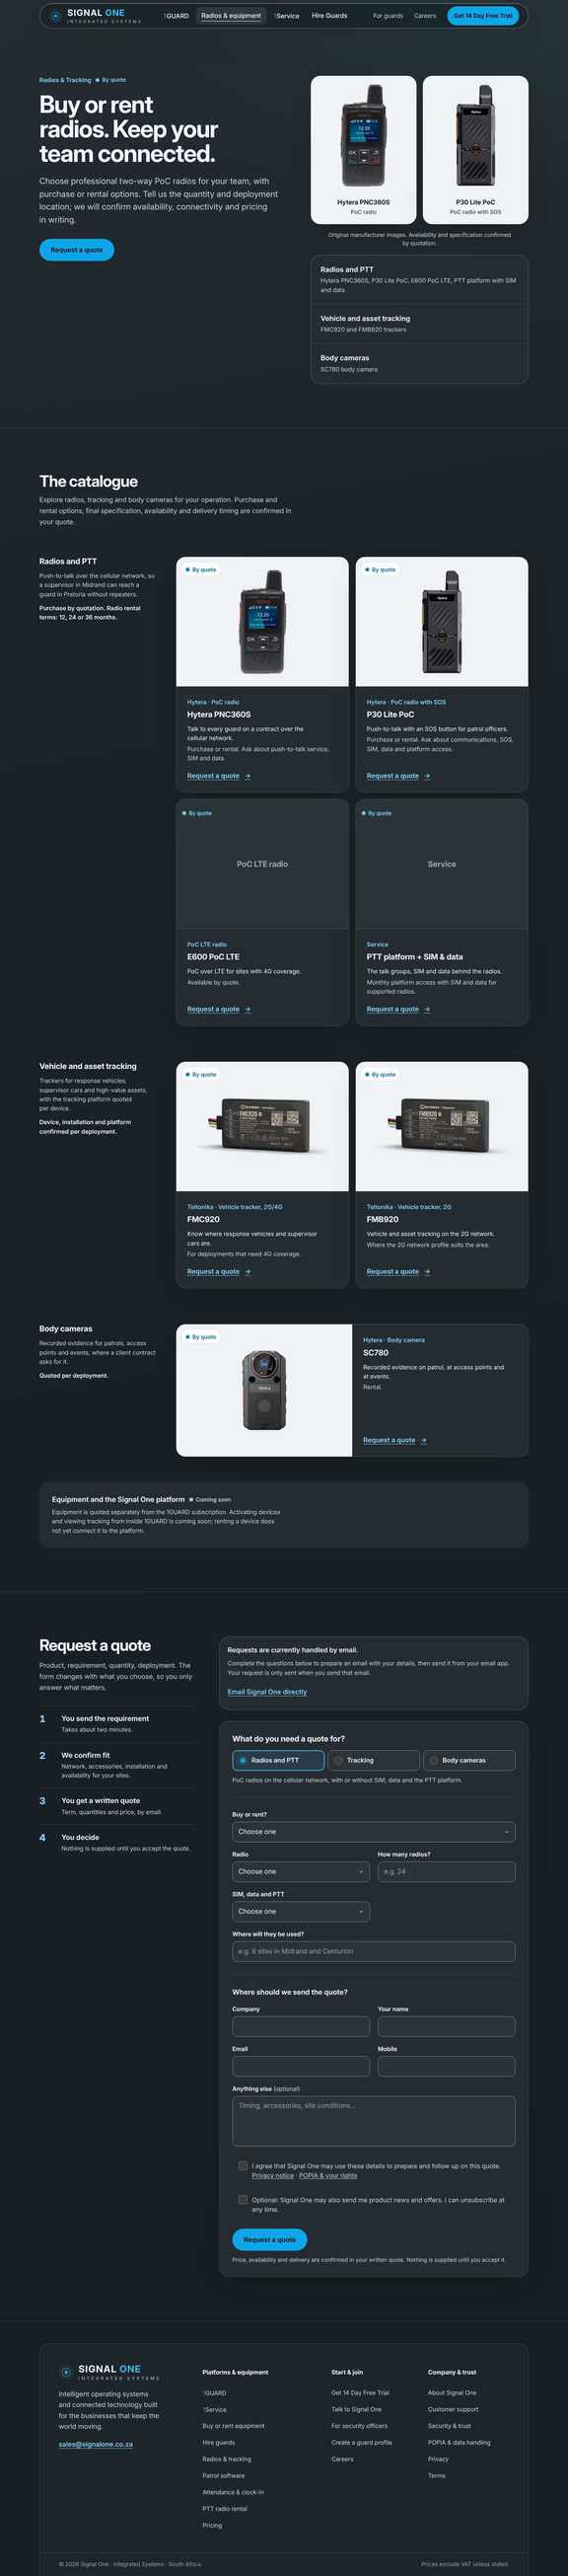 SIGNAL ONE
INTEGRATED SYSTEMS
1GUARD
Radios & equipment
1Service
Hire Guards
For guards
Careers
Get 14 Day Free Trial
Radios & Tracking
By quote
Buy or rent
radios. Keep your
team connected.
Choose professional two-way PoC radios for your team, with
purchase or rental options. Tell us the quantity and deployment
location; we will confirm availability, connectivity and pricing
in writing.
Request a quote
Hytera PNC360S
PoC radio
P30 Lite PoC
PoC radio with SOS
Original manufacturer images. Availability and specification confirmed
by quotation.
Radios and PTT
Hytera PNC360S, P30 Lite PoC, E600 PoC LTE, PTT platform with SIM
and data
Vehicle and asset tracking
FMC920 and FMB920 trackers
Body cameras
SC780 body camera
The catalogue
Explore radios, tracking and body cameras for your operation. Purchase and
rental options, final specification, availability and delivery timing are confirmed in
your quote.
Radios and PTT
Push-to-talk over the cellular network, so
a supervisor in Midrand can reach a
guard in Pretoria without repeaters.
Purchase by quotation. Radio rental
terms: 12, 24 or 36 months.
By quote
Hytera · PoC radio
Hytera PNC360S
Talk to every guard on a contract over the
cellular network.
Purchase or rental. Ask about push-to-talk service,
SIM and data.
Request a quote →
By quote
Hytera · PoC radio with SOS
P30 Lite PoC
Push-to-talk with an SOS button for patrol officers.
Purchase or rental. Ask about communications, SOS,
SIM, data and platform access.
Request a quote →
By quote
PoC LTE radio
PoC LTE radio
E600 PoC LTE
PoC over LTE for sites with 4G coverage.
Available by quote.
Request a quote →
By quote
Service
Service
PTT platform + SIM & data
The talk groups, SIM and data behind the radios.
Monthly platform access with SIM and data for
supported radios.
Request a quote →
Vehicle and asset tracking
Trackers for response vehicles,
supervisor cars and high-value assets,
with the tracking platform quoted
per device.
Device, installation and platform
confirmed per deployment.
By quote
FMC920
Teltonika · Vehicle tracker, 2G/4G
FMC920
Know where response vehicles and supervisor
cars are.
For deployments that need 4G coverage.
Request a quote →
By quote
FMB920
Teltonika · Vehicle tracker, 2G
FMB920
Vehicle and asset tracking on the 2G network.
Where the 2G network profile suits the area.
Request a quote →
Body cameras
Recorded evidence for patrols, access
points and events, where a client contract
asks for it.
Quoted per deployment.
By quote
Hytera
Hytera · Body camera
SC780
Recorded evidence on patrol, at access points and
at events.
Rental.
Request a quote →
Equipment and the Signal One platform
Coming soon
Equipment is quoted separately from the 1GUARD subscription. Activating devices
and viewing tracking from inside 1GUARD is coming soon; renting a device does
not yet connect it to the platform.
Request a quote
Product, requirement, quantity, deployment. The
form changes with what you choose, so you only
answer what matters.
1 You send the requirement
Takes about two minutes.
2 We confirm fit
Network, accessories, installation and
availability for your sites.
3 You get a written quote
Term, quantities and price, by email.
4 You decide
Nothing is supplied until you accept the quote.
Requests are currently handled by email.
Complete the questions below to prepare an email with your details, then send it from your email app.
Your request is only sent when you send that email.
Email Signal One directly
What do you need a quote for?
Radios and PTT
Tracking
Body cameras
PoC radios on the cellular network, with or without SIM, data and the PTT platform.
Buy or rent?
Choose one
Radio
How many radios?
Choose one
e.g. 24
SIM, data and PTT
Choose one
Where will they be used?
e.g. 6 sites in Midrand and Centurion
Where should we send the quote?
Company
Your name
Email
Mobile
Anything else (optional)
Timing, accessories, site conditions...
I agree that Signal One may use these details to prepare and follow up on this quote.
Privacy notice · POPIA & your rights
Optional: Signal One may also send me product news and offers. I can unsubscribe at
any time.
Request a quote
Price, availability and delivery are confirmed in your written quote. Nothing is supplied until you accept it.
SIGNAL ONE
INTEGRATED SYSTEMS
Intelligent operating systems
and connected technology built
for the businesses that keep the
world moving.
sales@signalone.co.za
Platforms & equipment
1GUARD
1Service
Buy or rent equipment
Hire guards
Radios & tracking
Patrol software
Attendance & clock-in
PTT radio rental
Pricing
Start & join
Get 14 Day Free Trial
Talk to Signal One
For security officers
Create a guard profile
Careers
Company & trust
About Signal One
Customer support
Security & trust
POPIA & data handling
Privacy
Terms
© 2026 Signal One · Integrated Systems · South Africa
Prices exclude VAT unless stated.